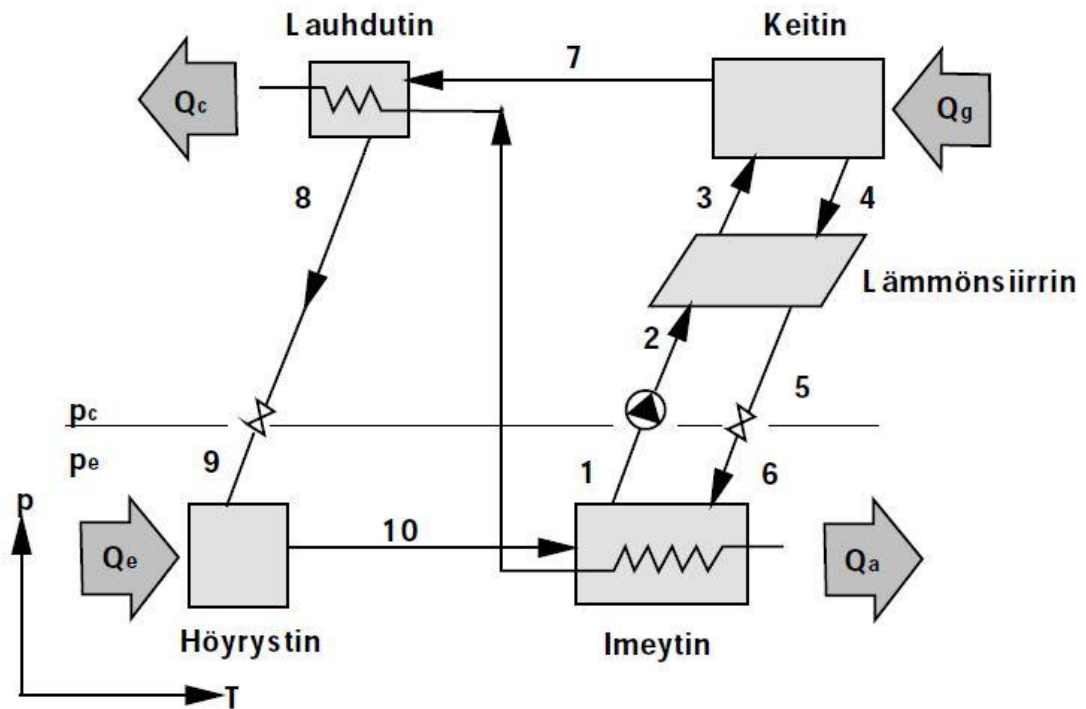 Lauhdutin
Keitin
7
Qc
Qg
8
3
4
Lämmönsiirrin
2
5
pc
pe
9
1
6
p
10
Qe
Qa
Höyrystin
Imeytin
T